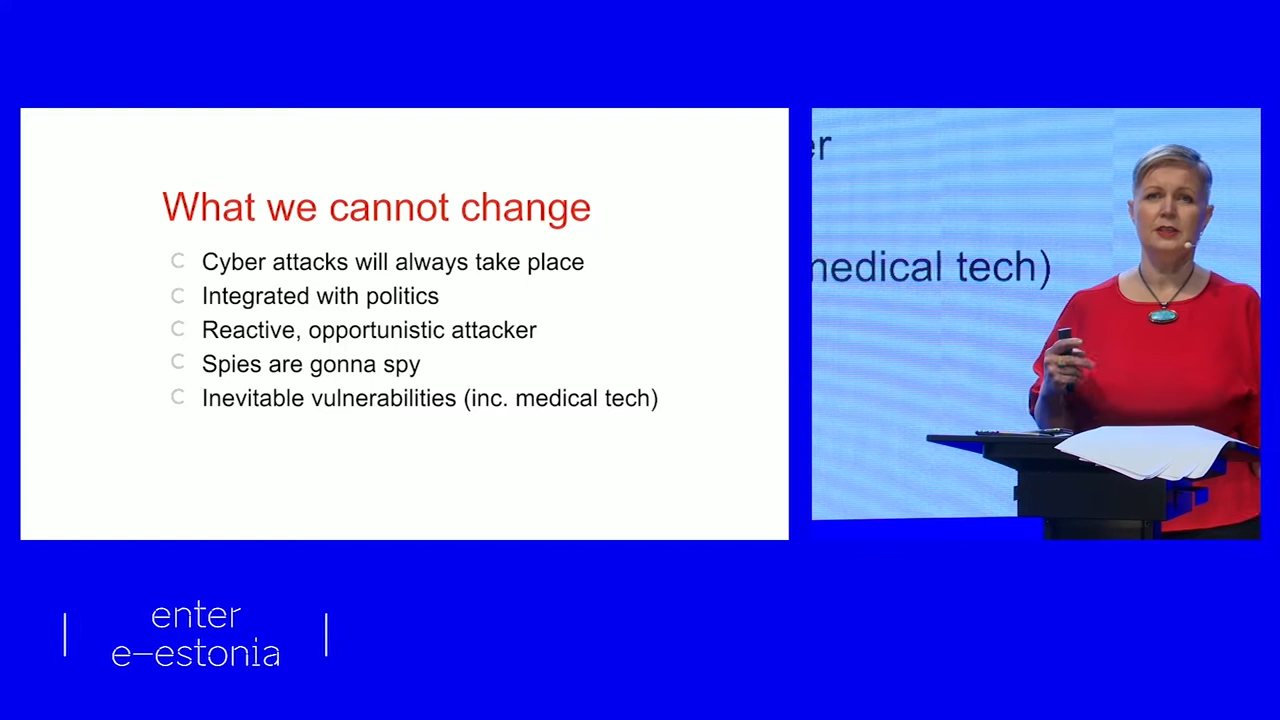 What we cannot change
Cyber attacks will always take place
Integrated with politics
Reactive, opportunistic attacker
Spies are gonna spy
Inevitable vulnerabilities (inc. medical tech)
er
medical tech)
enter
e–estonia